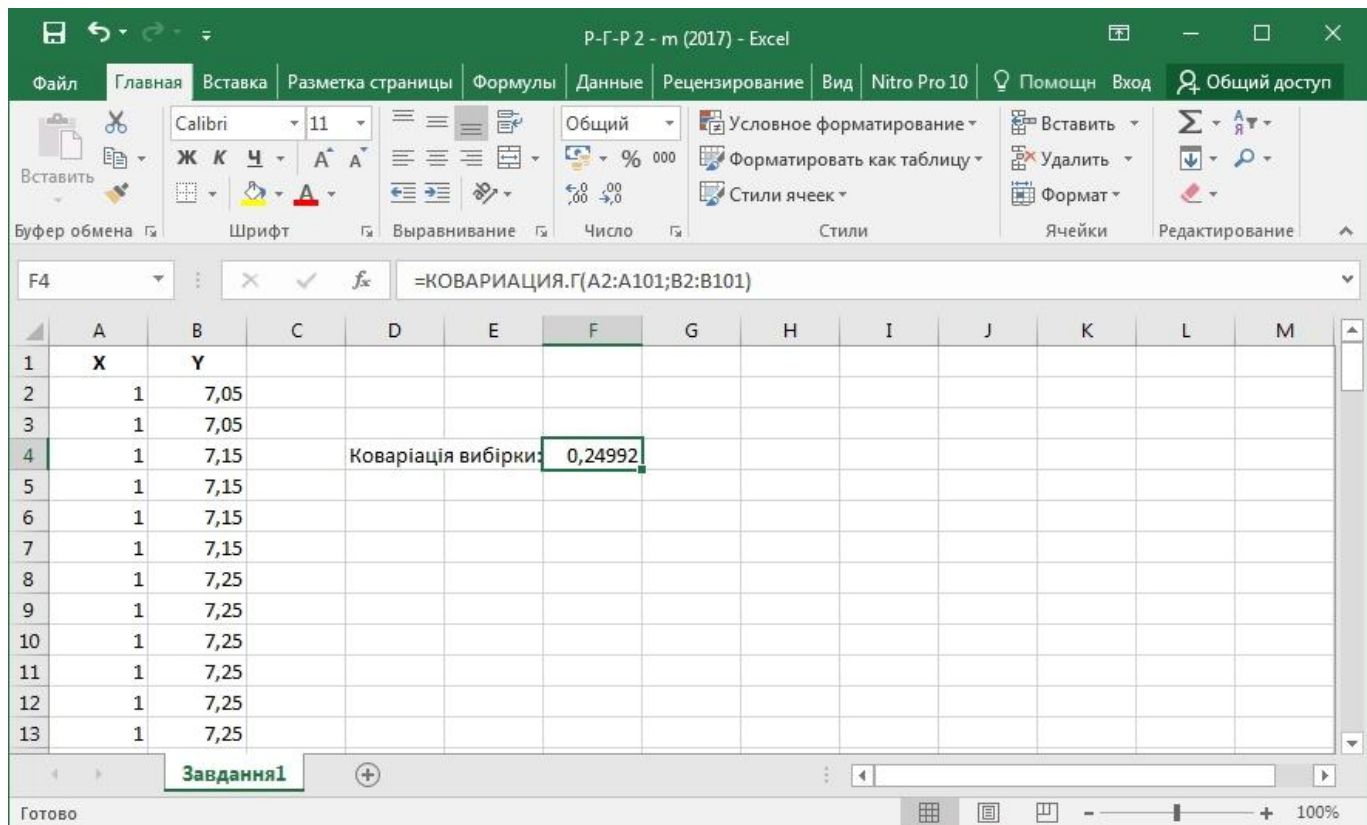 Р-Г-Р 2 - m (2017) - Excel
Файл Главная Вставка Разметка страницы Формулы Данные Рецензирование Вид Nitro Pro 10 Помощн Вход Общий доступ
Вставить
Calibri 11
Ж К Ч
Общий
% 000
Условное форматирование
Форматировать как таблицу
Стили ячеек
Вставить
Удалить
Формат
Буфер обмена Шрифт Выравнивание Число Стили Ячейки Редактирование
F4 fx =КОВАРИАЦИЯ.Г(A2:A101;B2:B101)
A B C D E F G H I J K L M
1 X Y
2 1 7,05
3 1 7,05
4 1 7,15 Коваріація вибірки: 0,24992
5 1 7,15
6 1 7,15
7 1 7,15
8 1 7,25
9 1 7,25
10 1 7,25
11 1 7,25
12 1 7,25
13 1 7,25
Завдання1
Готово 100%